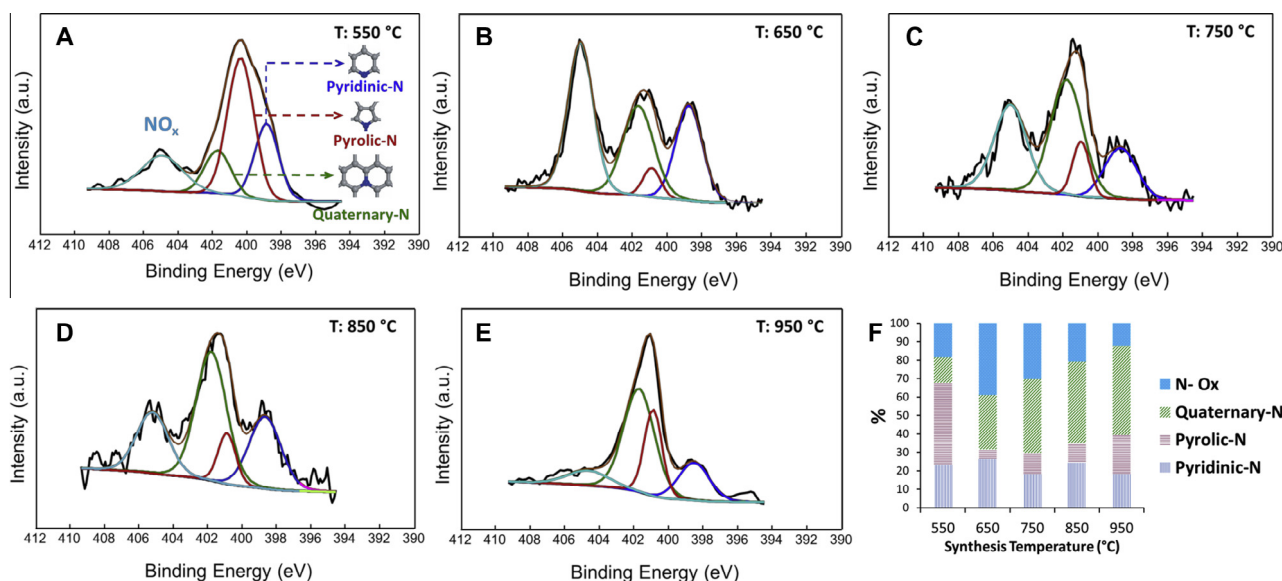 A
T: 550 °C
Pyridinic-N
Pyrolic-N
NOx
Quaternary-N
Intensity (a.u.)
412 410 408 406 404 402 400 398 396 394 392 390
Binding Energy (eV)
B
T: 650 °C
Intensity (a.u.)
412 410 408 406 404 402 400 398 396 394 392 390
Binding Energy (eV)
C
T: 750 °C
Intensity (a.u.)
412 410 408 406 404 402 400 398 396 394 392 390
Binding Energy (eV)
D
T: 850 °C
Intensity (a.u.)
412 410 408 406 404 402 400 398 396 394 392 390
Binding Energy (eV)
E
T: 950 °C
Intensity (a.u.)
412 410 408 406 404 402 400 398 396 394 392 390
Binding Energy (eV)
F
%
100
90
80
70
60
50
40
30
20
10
0
550 650 750 850 950
Synthesis Temperature (°C)
N- Ox
Quaternary-N
Pyrolic-N
Pyridinic-N